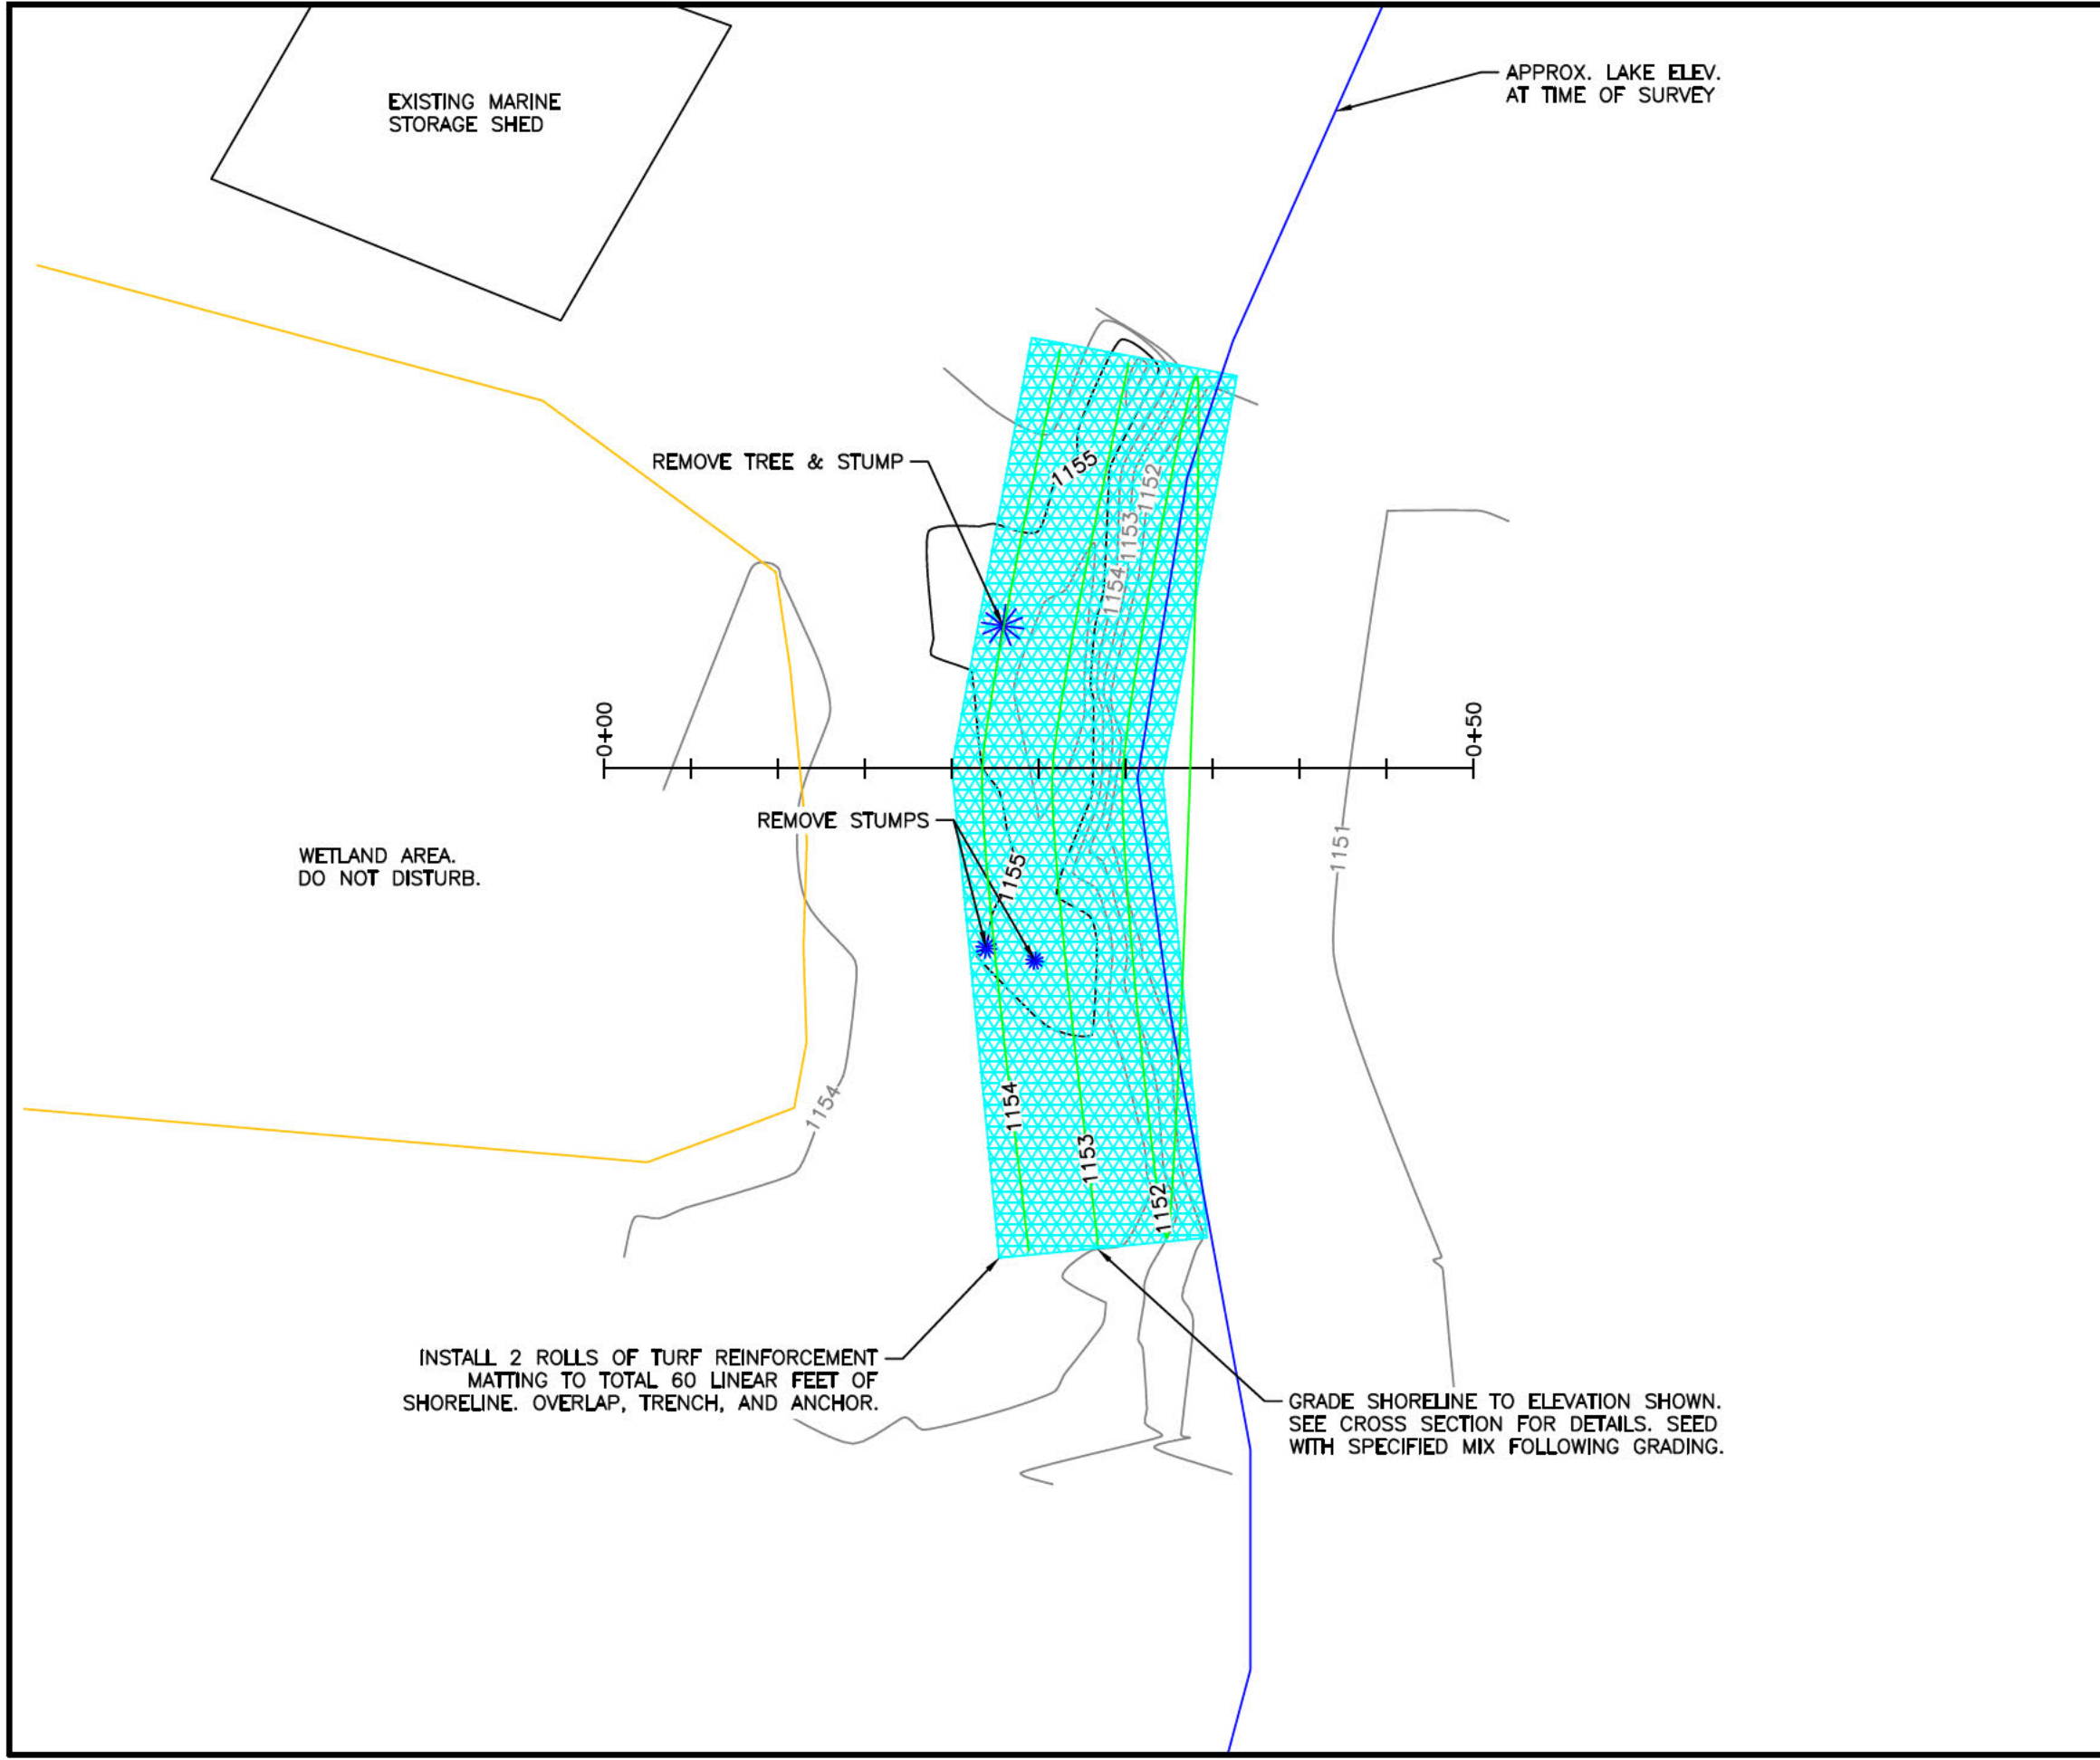 EXISTING MARINE
STORAGE SHED
APPROX. LAKE ELEV.
AT TIME OF SURVEY
REMOVE TREE & STUMP
1155
1152
1153
1154
0+00
0+50
REMOVE STUMPS
1155
1151
WETLAND AREA.
DO NOT DISTURB.
1154
1154
1153
1152
INSTALL 2 ROLLS OF TURF REINFORCEMENT
MATTING TO TOTAL 60 LINEAR FEET OF
SHORELINE. OVERLAP, TRENCH, AND ANCHOR.
GRADE SHORELINE TO ELEVATION SHOWN.
SEE CROSS SECTION FOR DETAILS. SEED
WITH SPECIFIED MIX FOLLOWING GRADING.